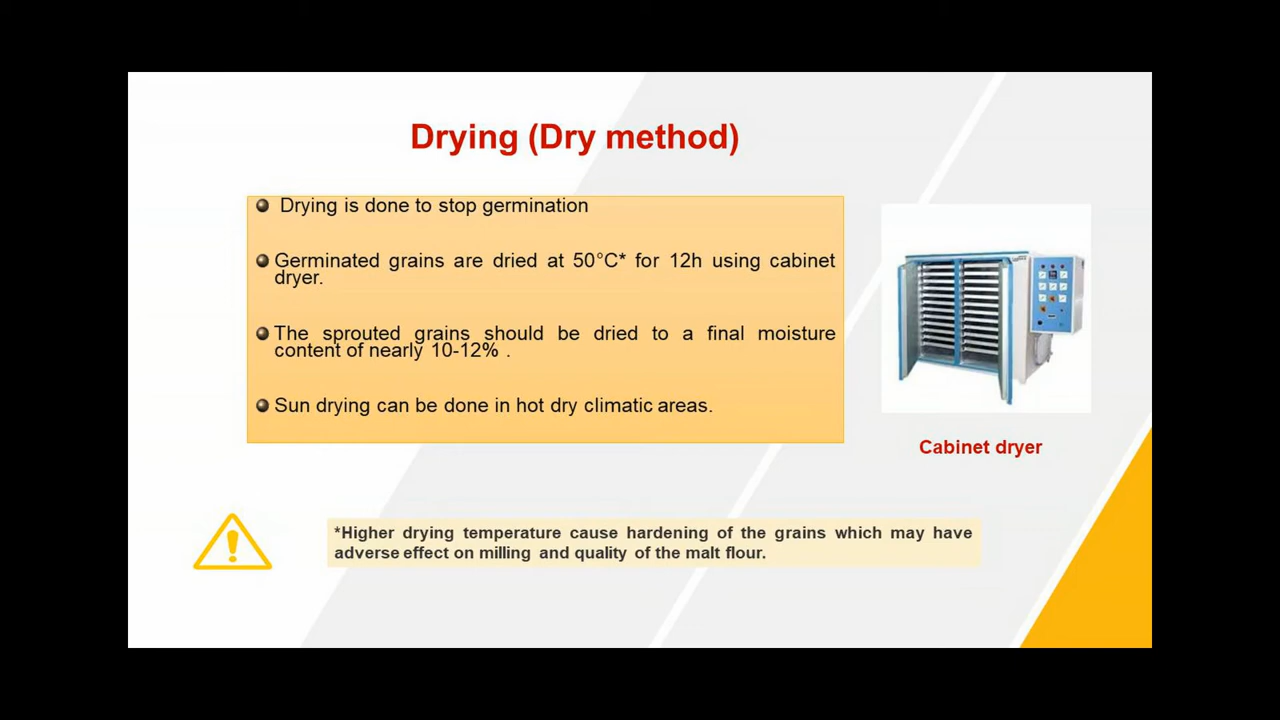 Drying (Dry method)
Drying is done to stop germination
Germinated grains are dried at 50°C* for 12h using cabinet
dryer.
The sprouted grains should be dried to a final moisture
content of nearly 10-12% .
Sun drying can be done in hot dry climatic areas.
Cabinet dryer
*Higher drying temperature cause hardening of the grains which may have
adverse effect on milling and quality of the malt flour.